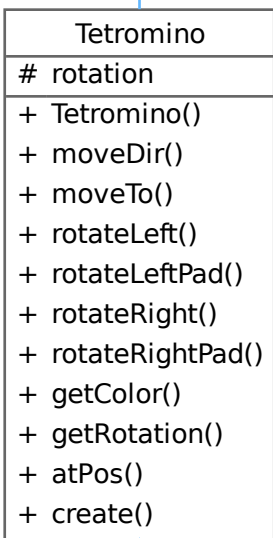 Tetromino
# rotation
+ Tetromino()
+ moveDir()
+ moveTo()
+ rotateLeft()
+ rotateLeftPad()
+ rotateRight()
+ rotateRightPad()
+ getColor()
+ getRotation()
+ atPos()
+ create()